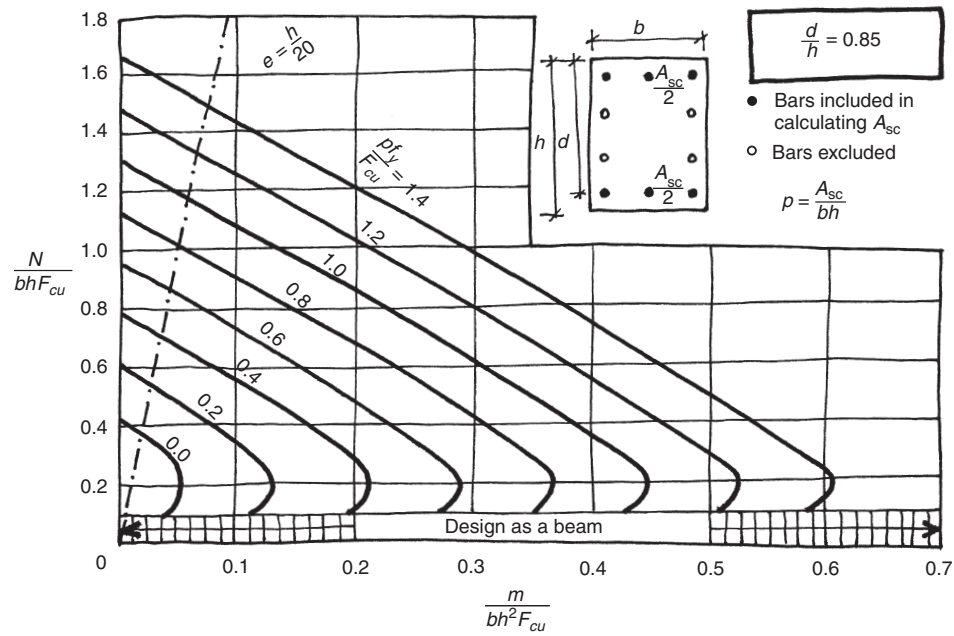 1.8
1.6
1.4
1.2
1.0
0.8
0.6
0.4
0.2
0
N
bhF_cu
e = h/20
pf_y/F_cu = 1.4
1.2
1.0
0.8
0.6
0.4
0.2
0.0
b
h
d
A_sc/2
A_sc/2
d/h = 0.85
● Bars included in
calculating A_sc
○ Bars excluded
p = A_sc/bh
Design as a beam
0.1
0.2
0.3
0.4
0.5
0.6
0.7
m
bh²F_cu